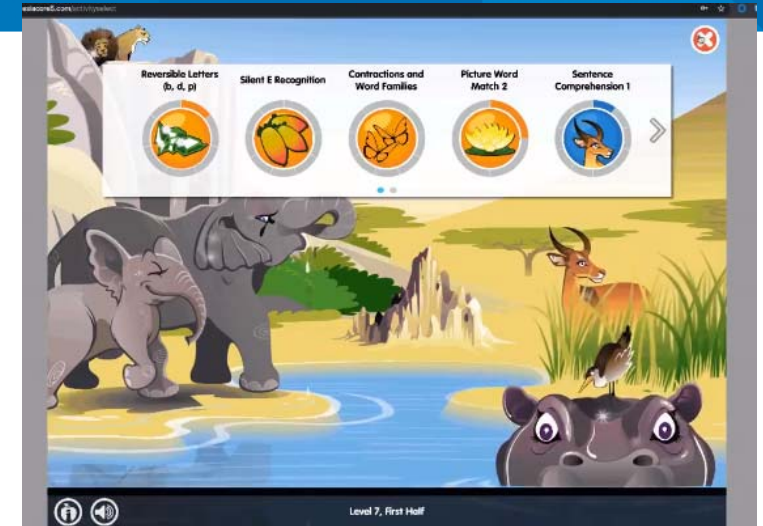 Reversible Letters
(b, d, p)
Silent E Recognition
Contractions and
Word Families
Picture Word
Match 2
Sentence
Comprehension 1
Level 7, First Half